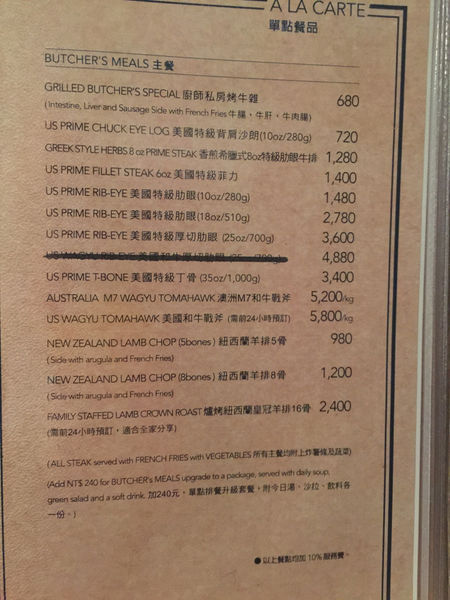 A LA CARTE
單點餐品
BUTCHER'S MEALS 主餐
GRILLED BUTCHER'S SPECIAL 廚師私房烤牛雜 680
(Intestine, Liver and Sausage Side with French Fries 牛腸、牛肝、牛肉腸)
US PRIME CHUCK EYE LOG 美國特級背肩沙朗(10oz/280g) 720
GREEK STYLE HERBS 8 oz PRIME STEAK 香煎希臘式8oz特級肋眼牛排 1,280
US PRIME FILLET STEAK 6oz 美國特級菲力 1,400
US PRIME RIB-EYE 美國特級肋眼(10oz/280g) 1,480
US PRIME RIB-EYE 美國特級肋眼(18oz/510g) 2,780
US PRIME RIB-EYE 美國特級厚切肋眼 (25oz/700g) 3,600
US WAGYU RIB-EYE 美國和牛厚切肋眼 (25oz/700g) 4,880
US PRIME T-BONE 美國特級丁骨 (35oz/1,000g) 3,400
AUSTRALIA M7 WAGYU TOMAHAWK 澳洲M7和牛戰斧 5,200/kg
US WAGYU TOMAHAWK 美國和牛戰斧 (需前24小時預訂) 5,800/kg
NEW ZEALAND LAMB CHOP (5bones) 紐西蘭羊排5骨 980
(Side with arugula and French Fries)
NEW ZEALAND LAMB CHOP (8bones) 紐西蘭羊排8骨 1,200
(Side with arugula and French Fries)
FAMILY STAFFED LAMB CROWN ROAST 爐烤紐西蘭皇冠羊排16骨 2,400
(需前24小時預訂，適合全家分享)
(ALL STEAK served with FRENCH FRIES with VEGETABLES 所有主餐均附上炸薯條及蔬菜)
(Add NT$ 240 for BUTCHER's MEALS upgrade to a package, served with daily soup,
green salad and a soft drink. 加240元，單點排餐升級套餐，附今日湯、沙拉、飲料各
一份。)
●以上餐點均加10%服務費。